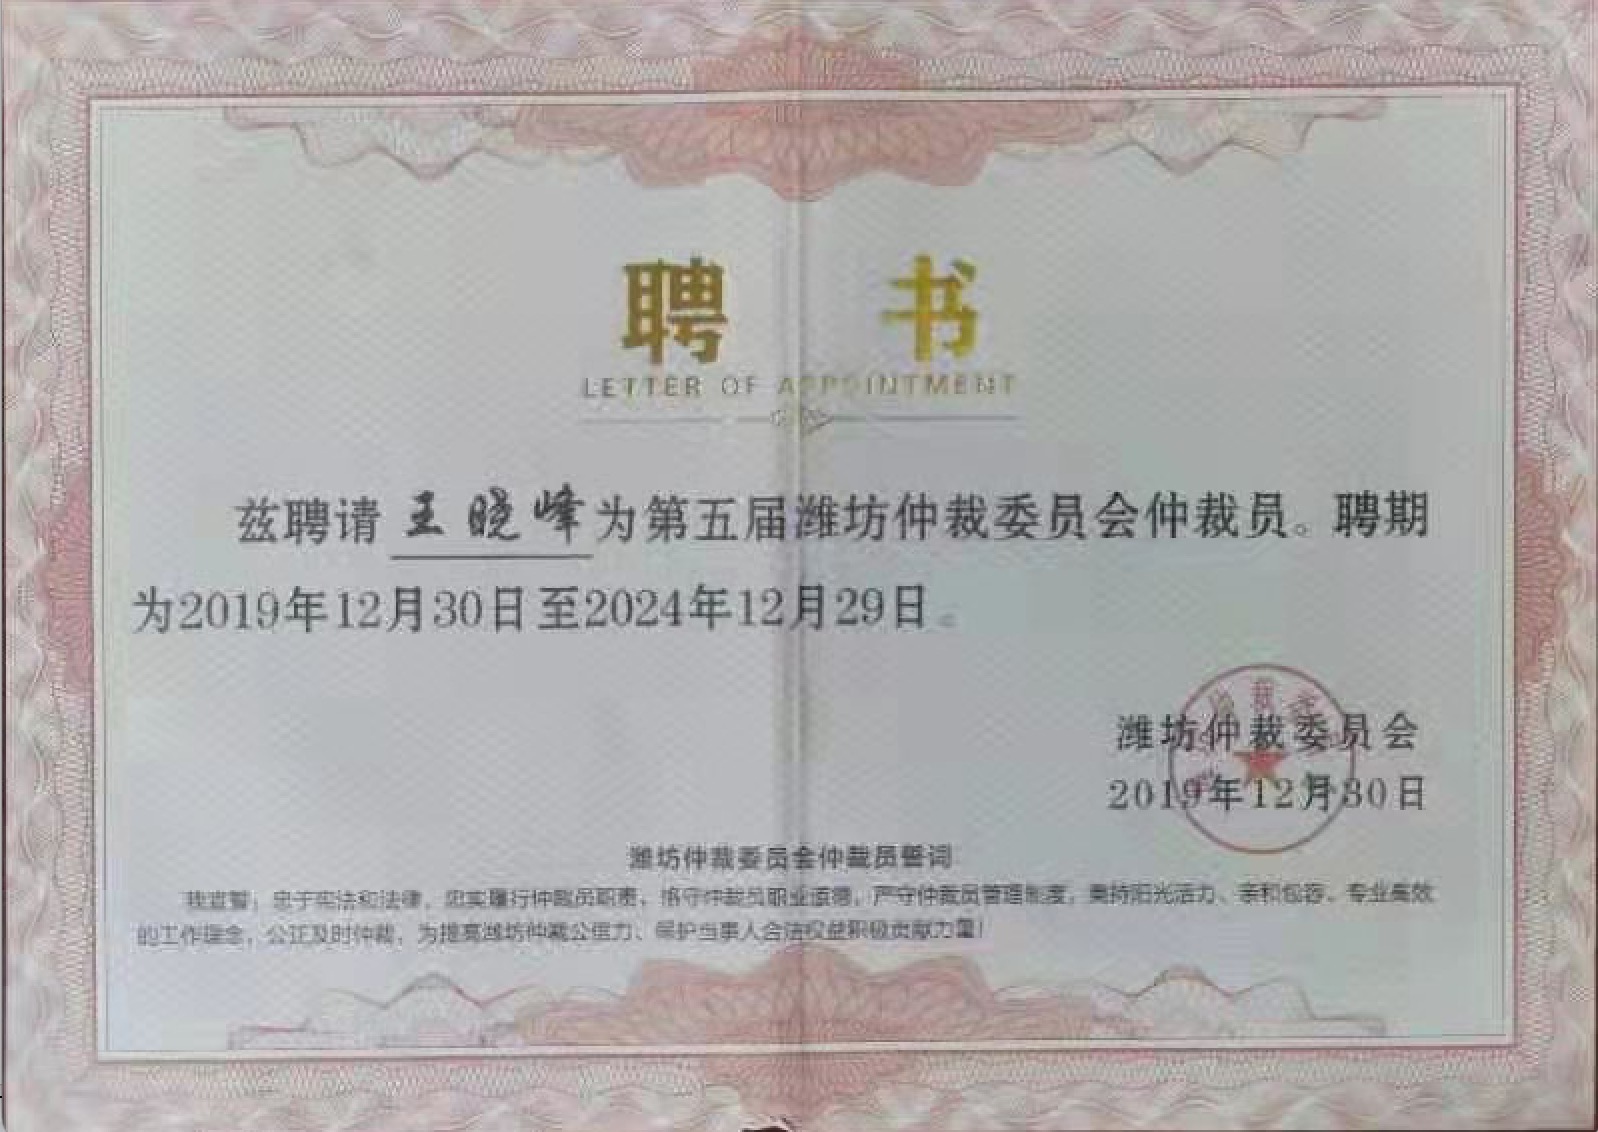 聘 书
LETTER OF APPOINTMENT
兹聘请 王晓峰 为第五届潍坊仲裁委员会仲裁员。聘期
为2019年12月30日至2024年12月29日。
潍坊仲裁委员会
2019年12月30日
潍坊仲裁委员会仲裁员誓词
我宣誓：忠于宪法和法律，忠实履行仲裁员职责，恪守仲裁员职业道德，严守仲裁员管理制度，秉持阳光活力、亲和包容、专业高效
的工作理念，公正及时仲裁，为提高潍坊仲裁公信力、保护当事人合法权益积极贡献力量！